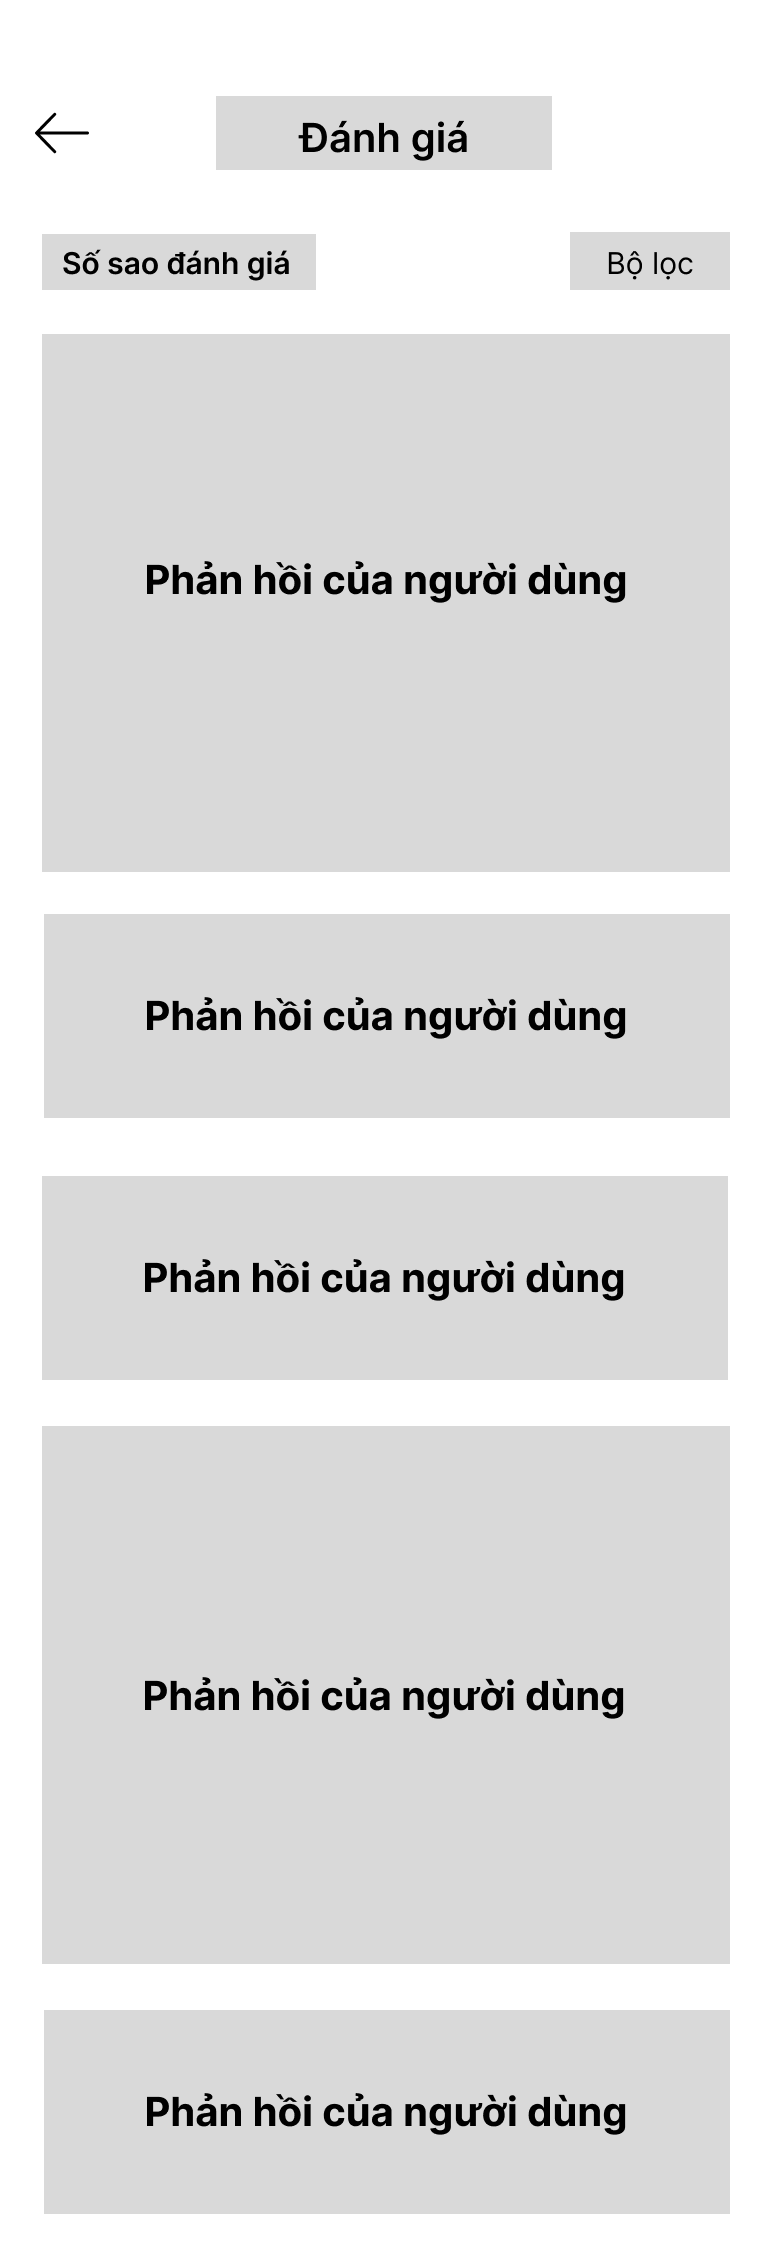 Đánh giá
Số sao đánh giá
Bộ lọc
Phản hồi của người dùng
Phản hồi của người dùng
Phản hồi của người dùng
Phản hồi của người dùng
Phản hồi của người dùng